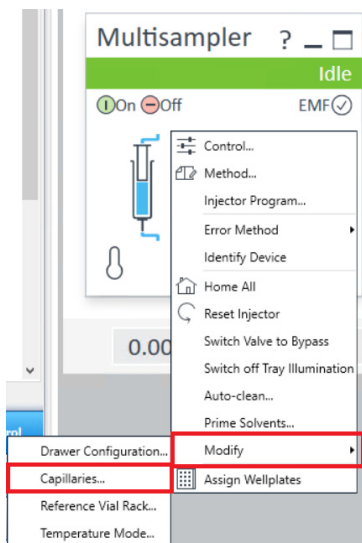 Multisampler ?
Idle
On Off EMF
Control...
Method...
Injector Program...
Error Method
Identify Device
Home All
Reset Injector
Switch Valve to Bypass
0.00
Switch off Tray Illumination
Auto-clean...
Prime Solvents...
Modify
Assign Wellplates
Drawer Configuration...
Capillaries...
Reference Vial Rack...
Temperature Mode...